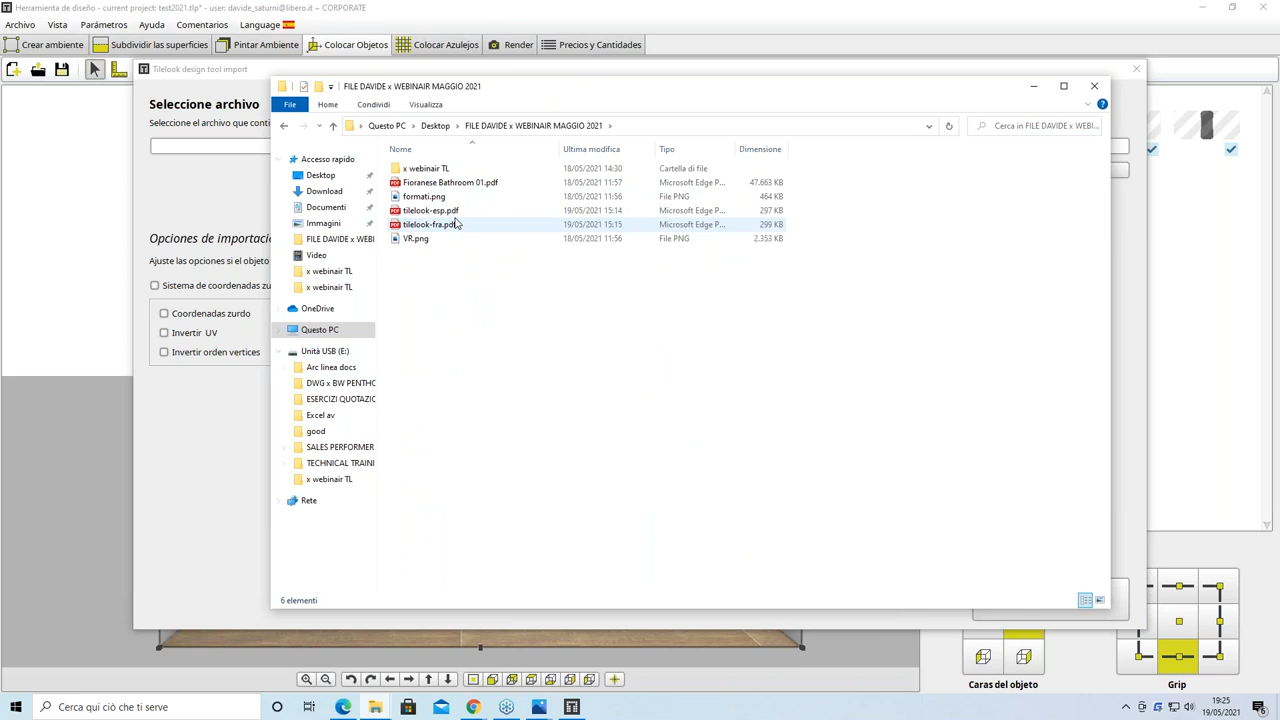 Herramienta de diseño - current project: test2021.tlp* - user: davide_saturni@libero.it ~ CORPORATE
Archivo Vista Parámetros Ayuda Comentarios Language
Crear ambiente Subdividir las superficies Pintar Ambiente Colocar Objetos Colocar Azulejos Render Precios y Cantidades
Tilelook design tool import
Seleccione archivo
Seleccione el archivo que conti
Opciones de importació
Ajuste las opciones si el objeto
Sistema de coordenadas zu
Coordenadas zurdo
Invertir UV
Invertir orden vertices
FILE DAVIDE x WEBINAIR MAGGIO 2021
File Home Condividi Visualizza
Questo PC Desktop FILE DAVIDE x WEBINAIR MAGGIO 2021 Cerca in FILE DAVIDE x WEBI...
Nome Ultima modifica Tipo Dimensione
x webinair TL 18/05/2021 14:30 Cartella di file
Fioranese Bathroom 01.pdf 18/05/2021 11:57 Microsoft Edge P... 47.663 KB
formati.png 18/05/2021 11:56 File PNG 464 KB
tilelook-esp.pdf 19/05/2021 15:14 Microsoft Edge P... 297 KB
tilelook-fra.pdf 19/05/2021 15:15 Microsoft Edge P... 299 KB
VR.png 18/05/2021 11:56 File PNG 2.353 KB
Accesso rapido
Desktop
Download
Documenti
Immagini
FILE DAVIDE x WEBI
Video
x webinair TL
x webinair TL
OneDrive
Questo PC
Unità USB (E:)
Arc linea docs
DWG x BW PENTHO
ESERCIZI QUOTAZIO
Excel av
good
SALES PERFORMER
TECHNICAL TRAINI
x webinair TL
Rete
6 elementi
Caras del objeto Grip
Cerca qui ciò che ti serve
19:25
19/05/2021
6